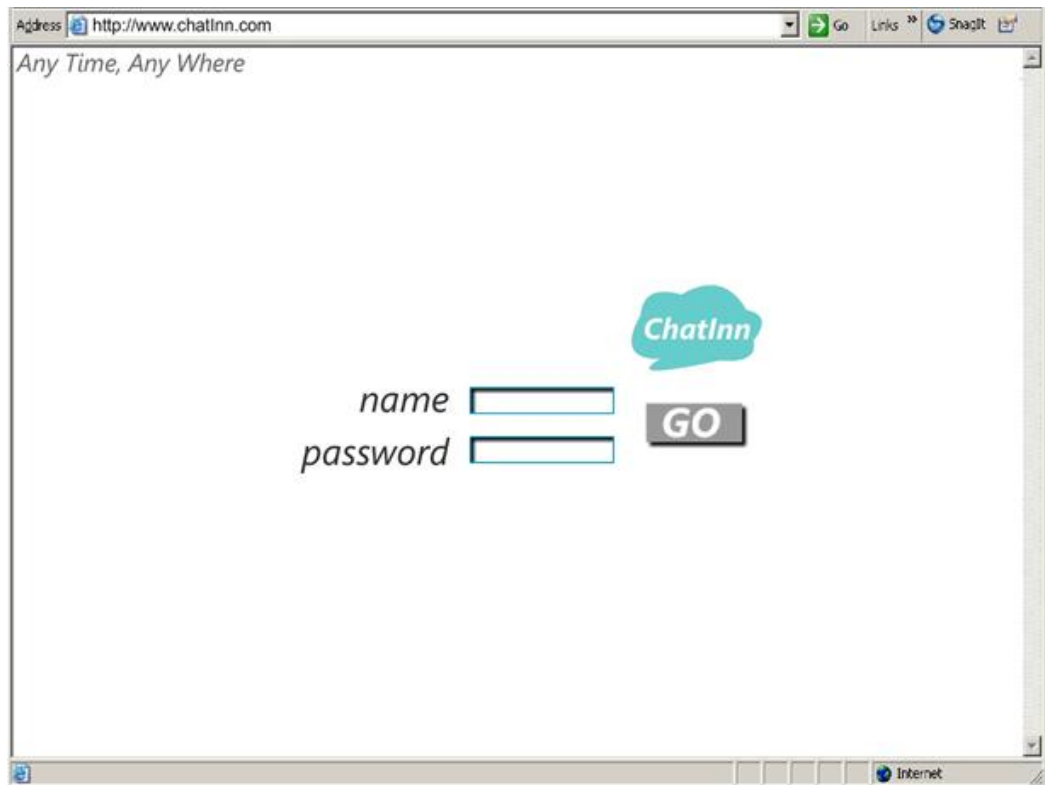 Address http://www.chatInn.com Go Links » SnagIt
Any Time, Any Where
ChatInn
name
GO
password
Internet